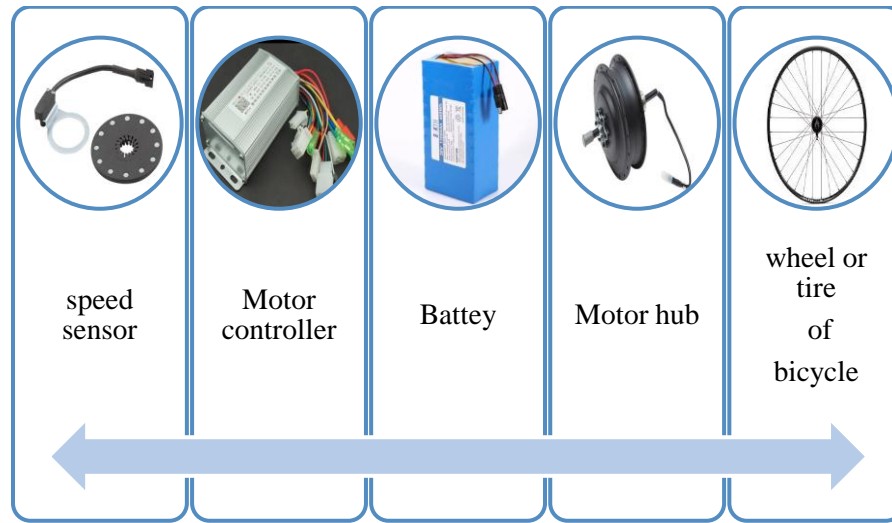 speed
sensor
Motor
controller
Battey
Motor hub
wheel or
tire
of
bicycle